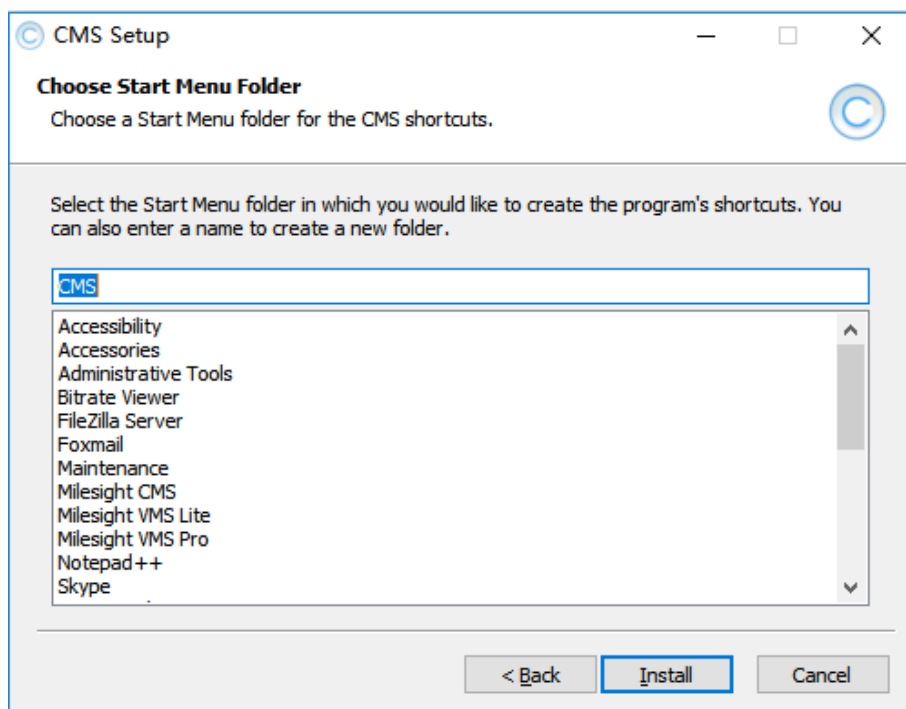 CMS Setup
Choose Start Menu Folder
Choose a Start Menu folder for the CMS shortcuts.
Select the Start Menu folder in which you would like to create the program's shortcuts. You
can also enter a name to create a new folder.
CMS
Accessibility
Accessories
Administrative Tools
Bitrate Viewer
FileZilla Server
Foxmail
Maintenance
Milesight CMS
Milesight VMS Lite
Milesight VMS Pro
Notepad++
Skype
< Back
Install
Cancel